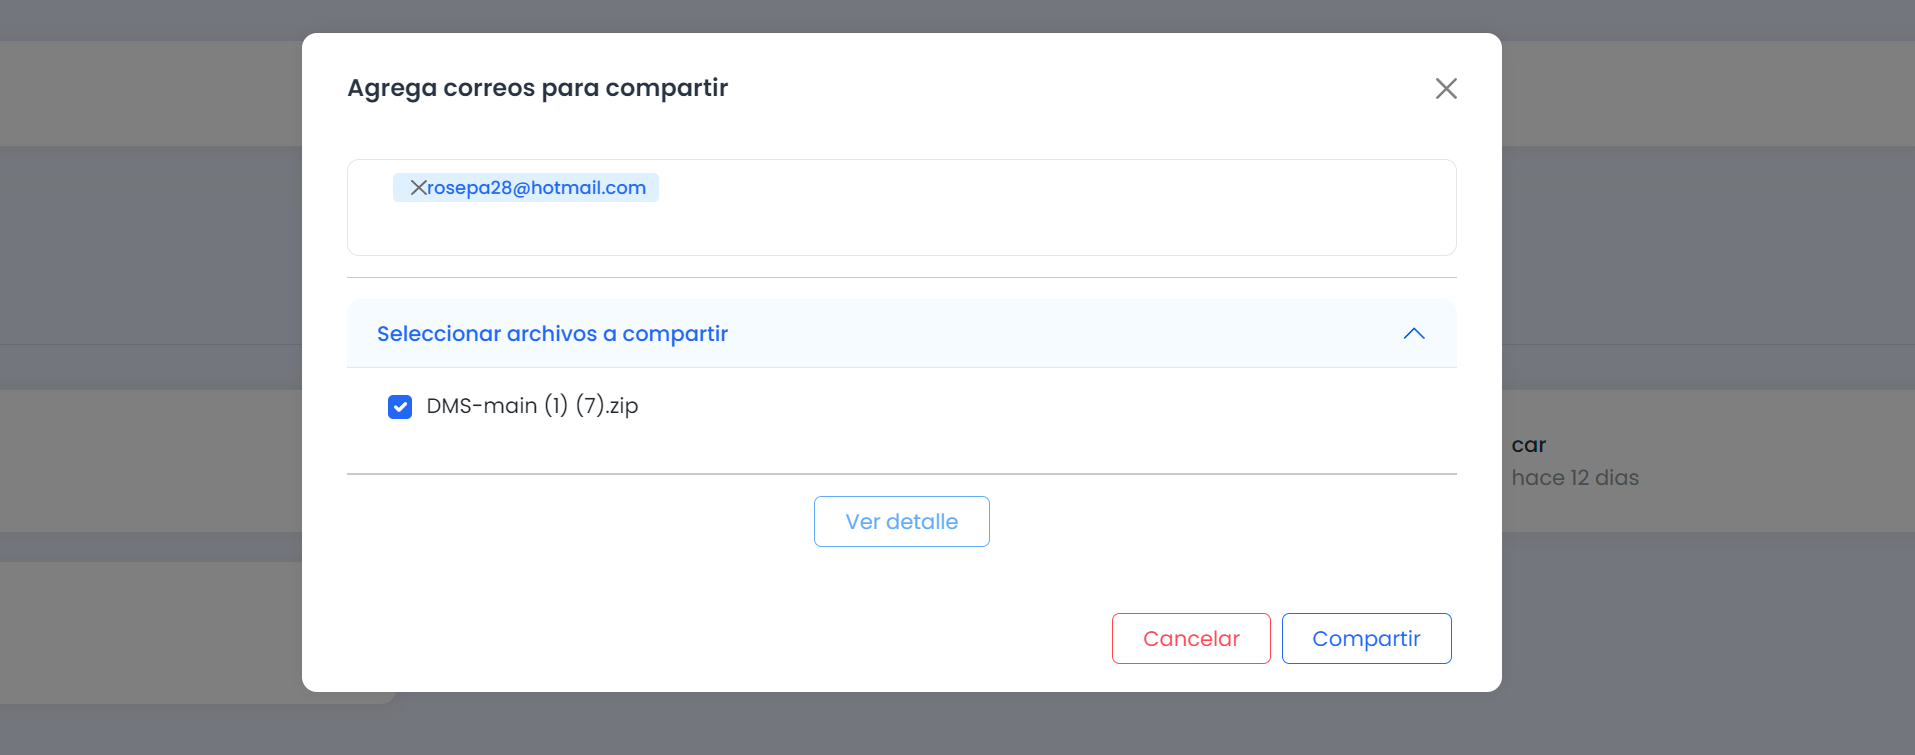 Agrega correos para compartir
rosepa28@hotmail.com
Seleccionar archivos a compartir
DMS-main (1) (7).zip
car
hace 12 dias
Ver detalle
Cancelar
Compartir